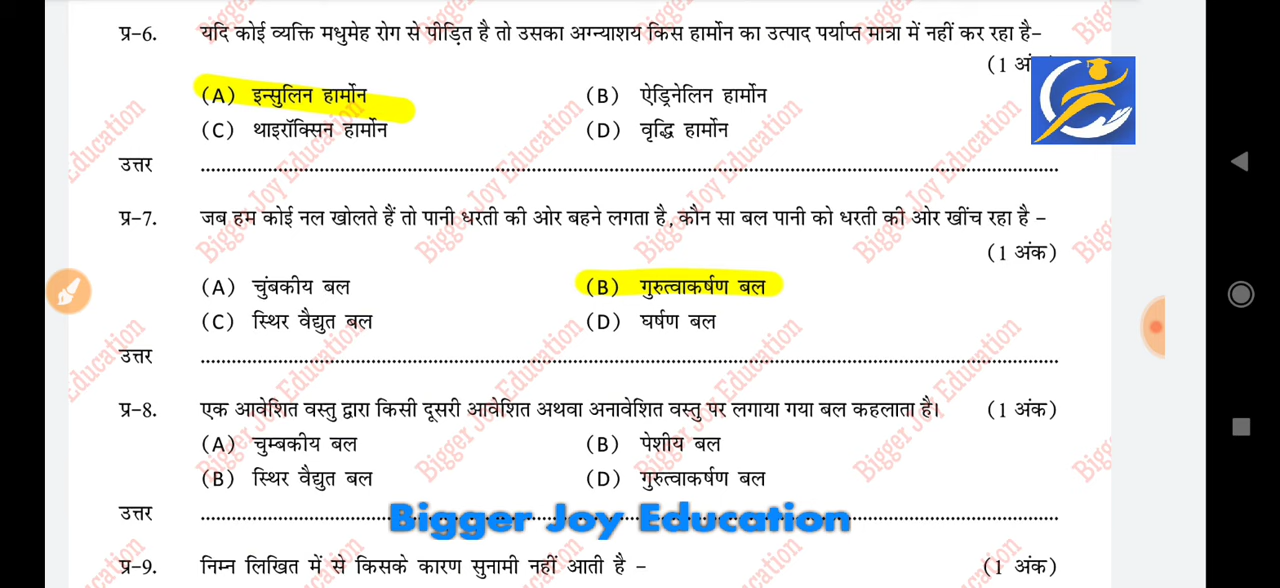 प्र-6. यदि कोई व्यक्ति मधुमेह रोग से पीड़ित है तो उसका अग्न्याशय किस हार्मोन का उत्पाद पर्याप्त मात्रा में नहीं कर रहा है–
(1 अंक
(A) इन्सुलिन हार्मोन (B) ऐड्रिनेलिन हार्मोन
(C) थाइरॉक्सिन हार्मोन (D) वृद्धि हार्मोन
उत्तर
प्र-7. जब हम कोई नल खोलते हैं तो पानी धरती की ओर बहने लगता है, कौन सा बल पानी को धरती की ओर खींच रहा है –
(1 अंक)
(A) चुंबकीय बल (B) गुरुत्वाकर्षण बल
(C) स्थिर वैद्युत बल (D) घर्षण बल
उत्तर
प्र-8. एक आवेशित वस्तु द्वारा किसी दूसरी आवेशित अथवा अनावेशित वस्तु पर लगाया गया बल कहलाता है। (1 अंक)
(A) चुम्बकीय बल (B) पेशीय बल
(B) स्थिर वैद्युत बल (D) गुरुत्वाकर्षण बल
उत्तर
Bigger Joy Education
प्र-9. निम्न लिखित में से किसके कारण सुनामी नहीं आती है – (1 अंक)